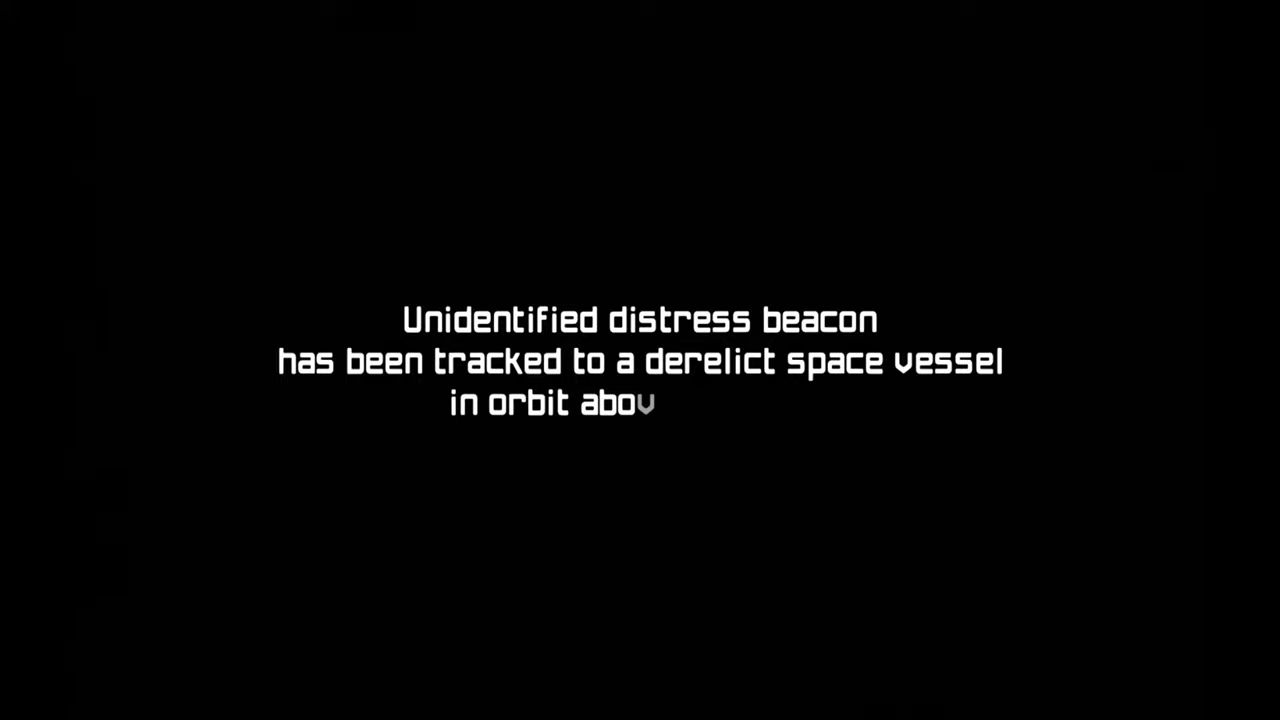 Unidentified distress beacon
has been tracked to a derelict space vessel
in orbit abov